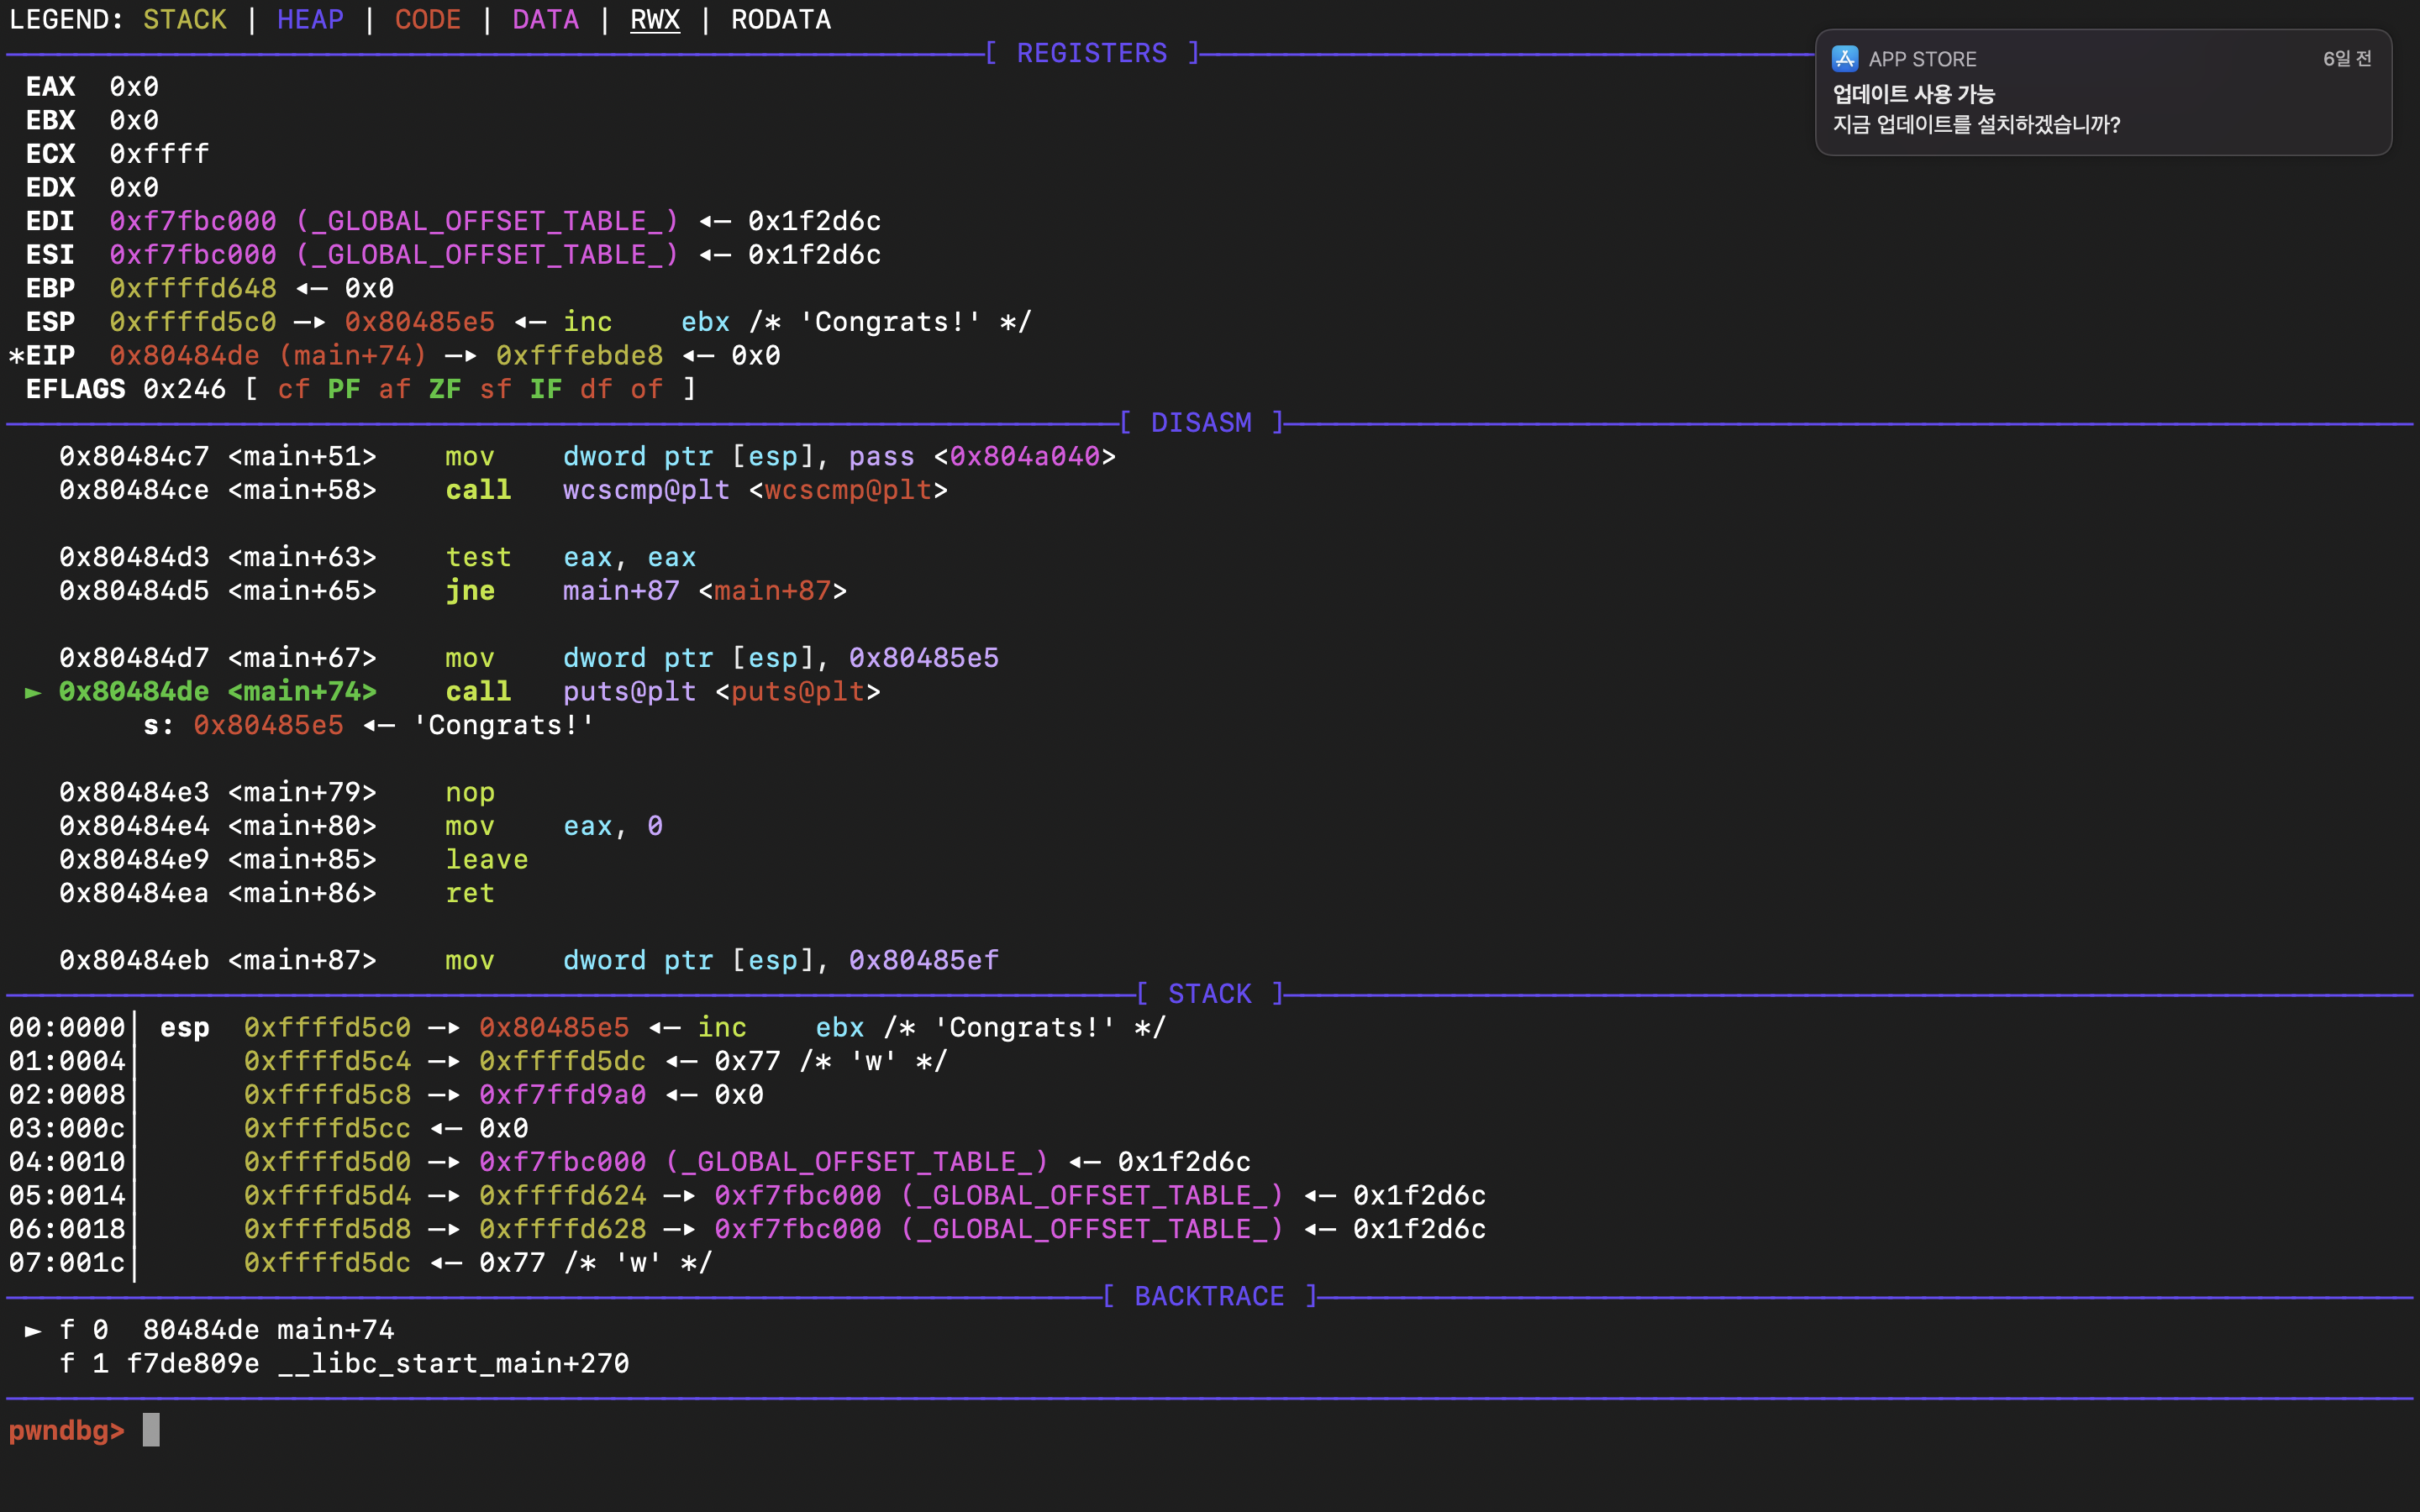 LEGEND: STACK | HEAP | CODE | DATA | RWX | RODATA
[ REGISTERS ]
APP STORE 6일 전
업데이트 사용 가능
지금 업데이트를 설치하겠습니까?
EAX 0x0
EBX 0x0
ECX 0xffff
EDX 0x0
EDI 0xf7fbc000 (_GLOBAL_OFFSET_TABLE_) ◂— 0x1f2d6c
ESI 0xf7fbc000 (_GLOBAL_OFFSET_TABLE_) ◂— 0x1f2d6c
EBP 0xffffd648 ◂— 0x0
ESP 0xffffd5c0 —▸ 0x80485e5 ◂— inc ebx /* 'Congrats!' */
*EIP 0x80484de (main+74) —▸ 0xfffebde8 ◂— 0x0
EFLAGS 0x246 [ cf PF af ZF sf IF df of ]
[ DISASM ]
0x80484c7 <main+51> mov dword ptr [esp], pass <0x804a040>
0x80484ce <main+58> call wcscmp@plt <wcscmp@plt>
0x80484d3 <main+63> test eax, eax
0x80484d5 <main+65> jne main+87 <main+87>
0x80484d7 <main+67> mov dword ptr [esp], 0x80485e5
► 0x80484de <main+74> call puts@plt <puts@plt>
s: 0x80485e5 ◂— 'Congrats!'
0x80484e3 <main+79> nop
0x80484e4 <main+80> mov eax, 0
0x80484e9 <main+85> leave
0x80484ea <main+86> ret
0x80484eb <main+87> mov dword ptr [esp], 0x80485ef
[ STACK ]
00:0000│ esp 0xffffd5c0 —▸ 0x80485e5 ◂— inc ebx /* 'Congrats!' */
01:0004│ 0xffffd5c4 —▸ 0xffffd5dc ◂— 0x77 /* 'w' */
02:0008│ 0xffffd5c8 —▸ 0xf7ffd9a0 ◂— 0x0
03:000c│ 0xffffd5cc ◂— 0x0
04:0010│ 0xffffd5d0 —▸ 0xf7fbc000 (_GLOBAL_OFFSET_TABLE_) ◂— 0x1f2d6c
05:0014│ 0xffffd5d4 —▸ 0xffffd624 —▸ 0xf7fbc000 (_GLOBAL_OFFSET_TABLE_) ◂— 0x1f2d6c
06:0018│ 0xffffd5d8 —▸ 0xffffd628 —▸ 0xf7fbc000 (_GLOBAL_OFFSET_TABLE_) ◂— 0x1f2d6c
07:001c│ 0xffffd5dc ◂— 0x77 /* 'w' */
[ BACKTRACE ]
► f 0 80484de main+74
f 1 f7de809e __libc_start_main+270
pwndbg>